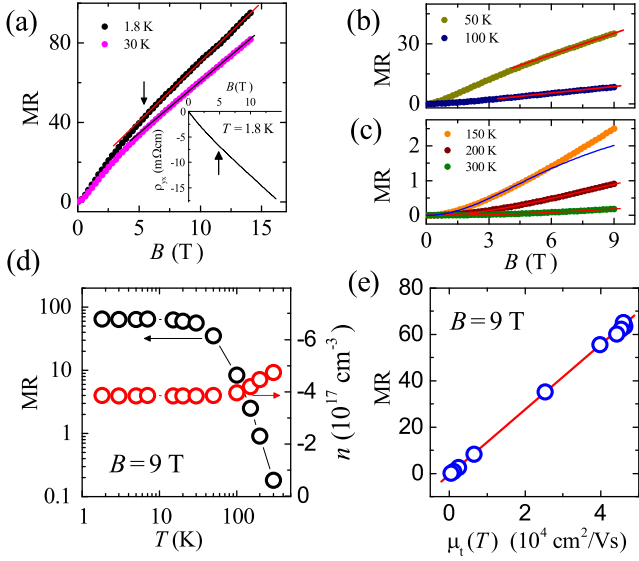 (a)
1.8 K
30 K
80
40
0
MR
0
5
10
15
B (T)
B(T)
0
5
10
0
-5
-10
-15
ρyx (mΩcm)
T = 1.8 K
(b)
50 K
100 K
30
0
MR
(c)
150 K
200 K
300 K
2
1
0
MR
0
3
6
9
B (T)
(d)
100
10
1
0.1
MR
-6
-4
-2
0
n (10^17 cm^-3)
B = 9 T
1
10
100
T (K)
(e)
80
60
40
20
0
MR
B = 9 T
0
2
4
μt (T) (10^4 cm^2/Vs)